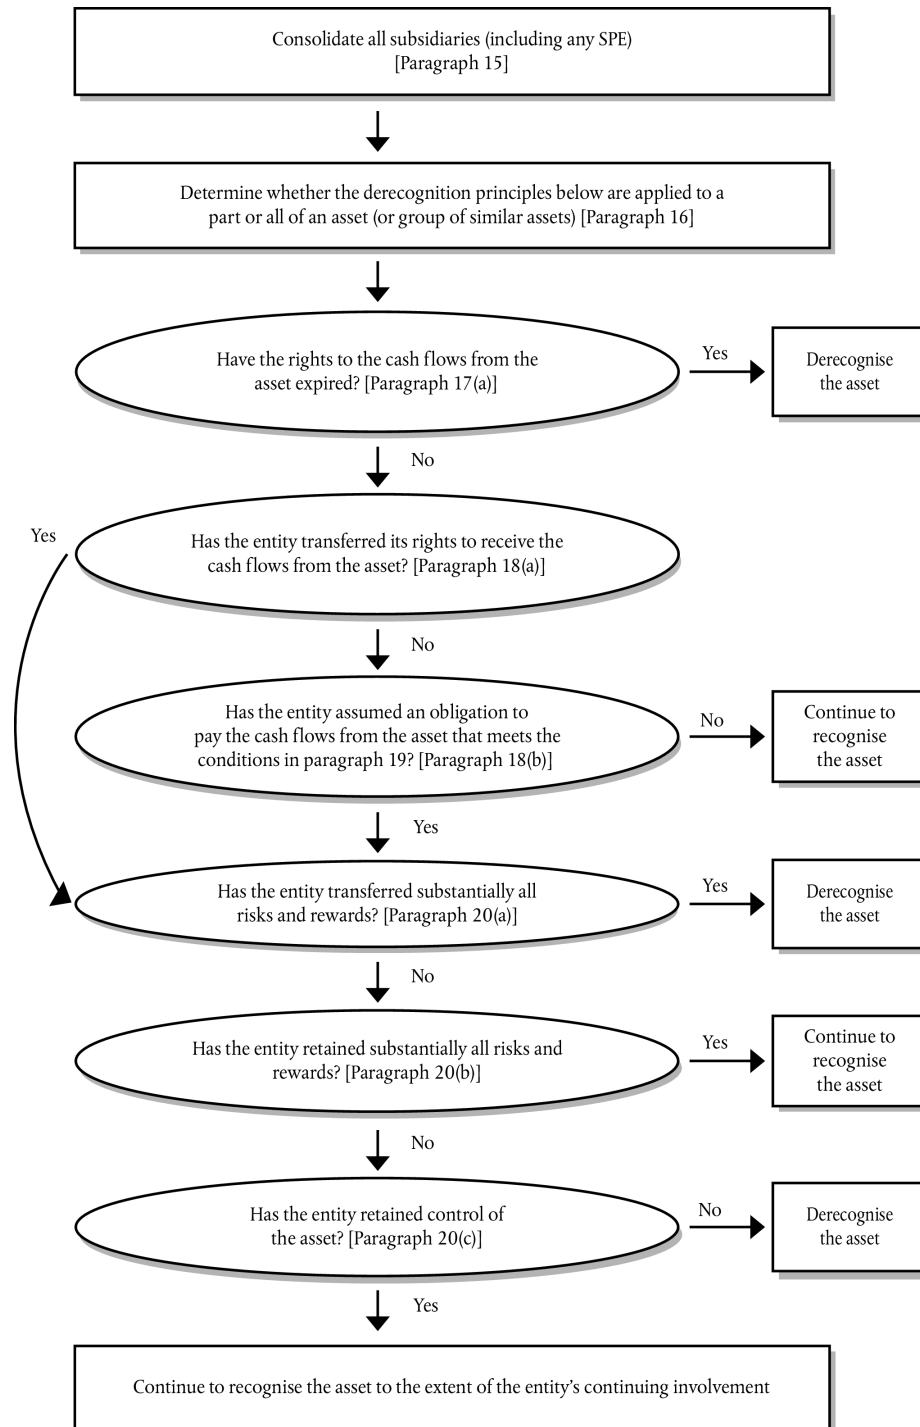 Consolidate all subsidiaries (including any SPE)
[Paragraph 15]
Determine whether the derecognition principles below are applied to a
part or all of an asset (or group of similar assets) [Paragraph 16]
Have the rights to the cash flows from the
asset expired? [Paragraph 17(a)]
Yes
Derecognise
the asset
No
Yes
Has the entity transferred its rights to receive the
cash flows from the asset? [Paragraph 18(a)]
No
Has the entity assumed an obligation to
pay the cash flows from the asset that meets the
conditions in paragraph 19? [Paragraph 18(b)]
No
Continue to
recognise
the asset
Yes
Has the entity transferred substantially all
risks and rewards? [Paragraph 20(a)]
Yes
Derecognise
the asset
No
Has the entity retained substantially all risks and
rewards? [Paragraph 20(b)]
Yes
Continue to
recognise
the asset
No
Has the entity retained control of
the asset? [Paragraph 20(c)]
No
Derecognise
the asset
Yes
Continue to recognise the asset to the extent of the entity's continuing involvement